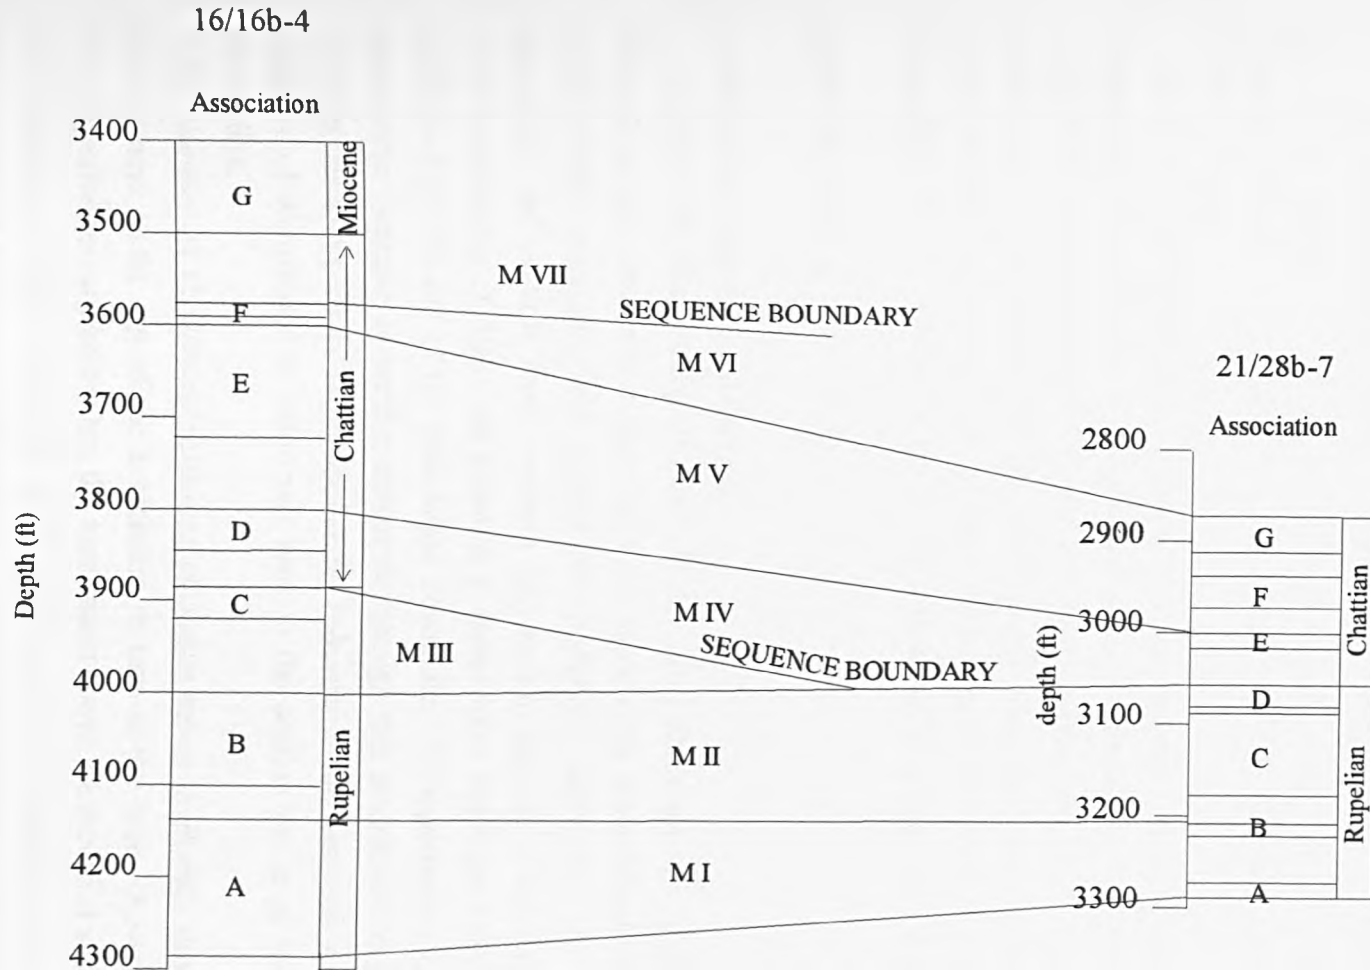 16/16b-4
Association
3400
G
Miocene
3500
M VII
F
3600
SEQUENCE BOUNDARY
M VI
21/28b-7
E
Association
3700
Chattian
2800
M V
3800
D
2900
G
3900
C
M IV
F
Chattian
3000
E
M III
SEQUENCE BOUNDARY
Depth (ft)
depth (ft)
4000
D
3100
B
M II
C
4100
Rupelian
3200
B
Rupelian
4200
A
M I
3300
A
4300